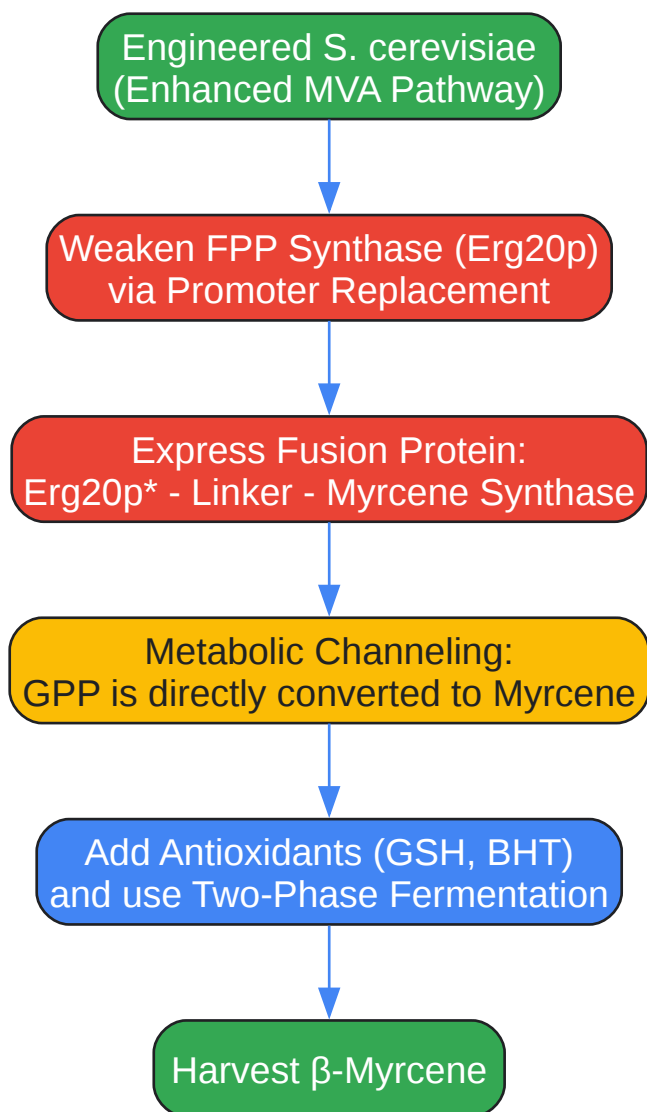 Engineered S. cerevisiae
(Enhanced MVA Pathway)
Weaken FPP Synthase (Erg20p)
via Promoter Replacement
Express Fusion Protein:
Erg20p* - Linker - Myrcene Synthase
Metabolic Channeling:
GPP is directly converted to Myrcene
Add Antioxidants (GSH, BHT)
and use Two-Phase Fermentation
Harvest β-Myrcene